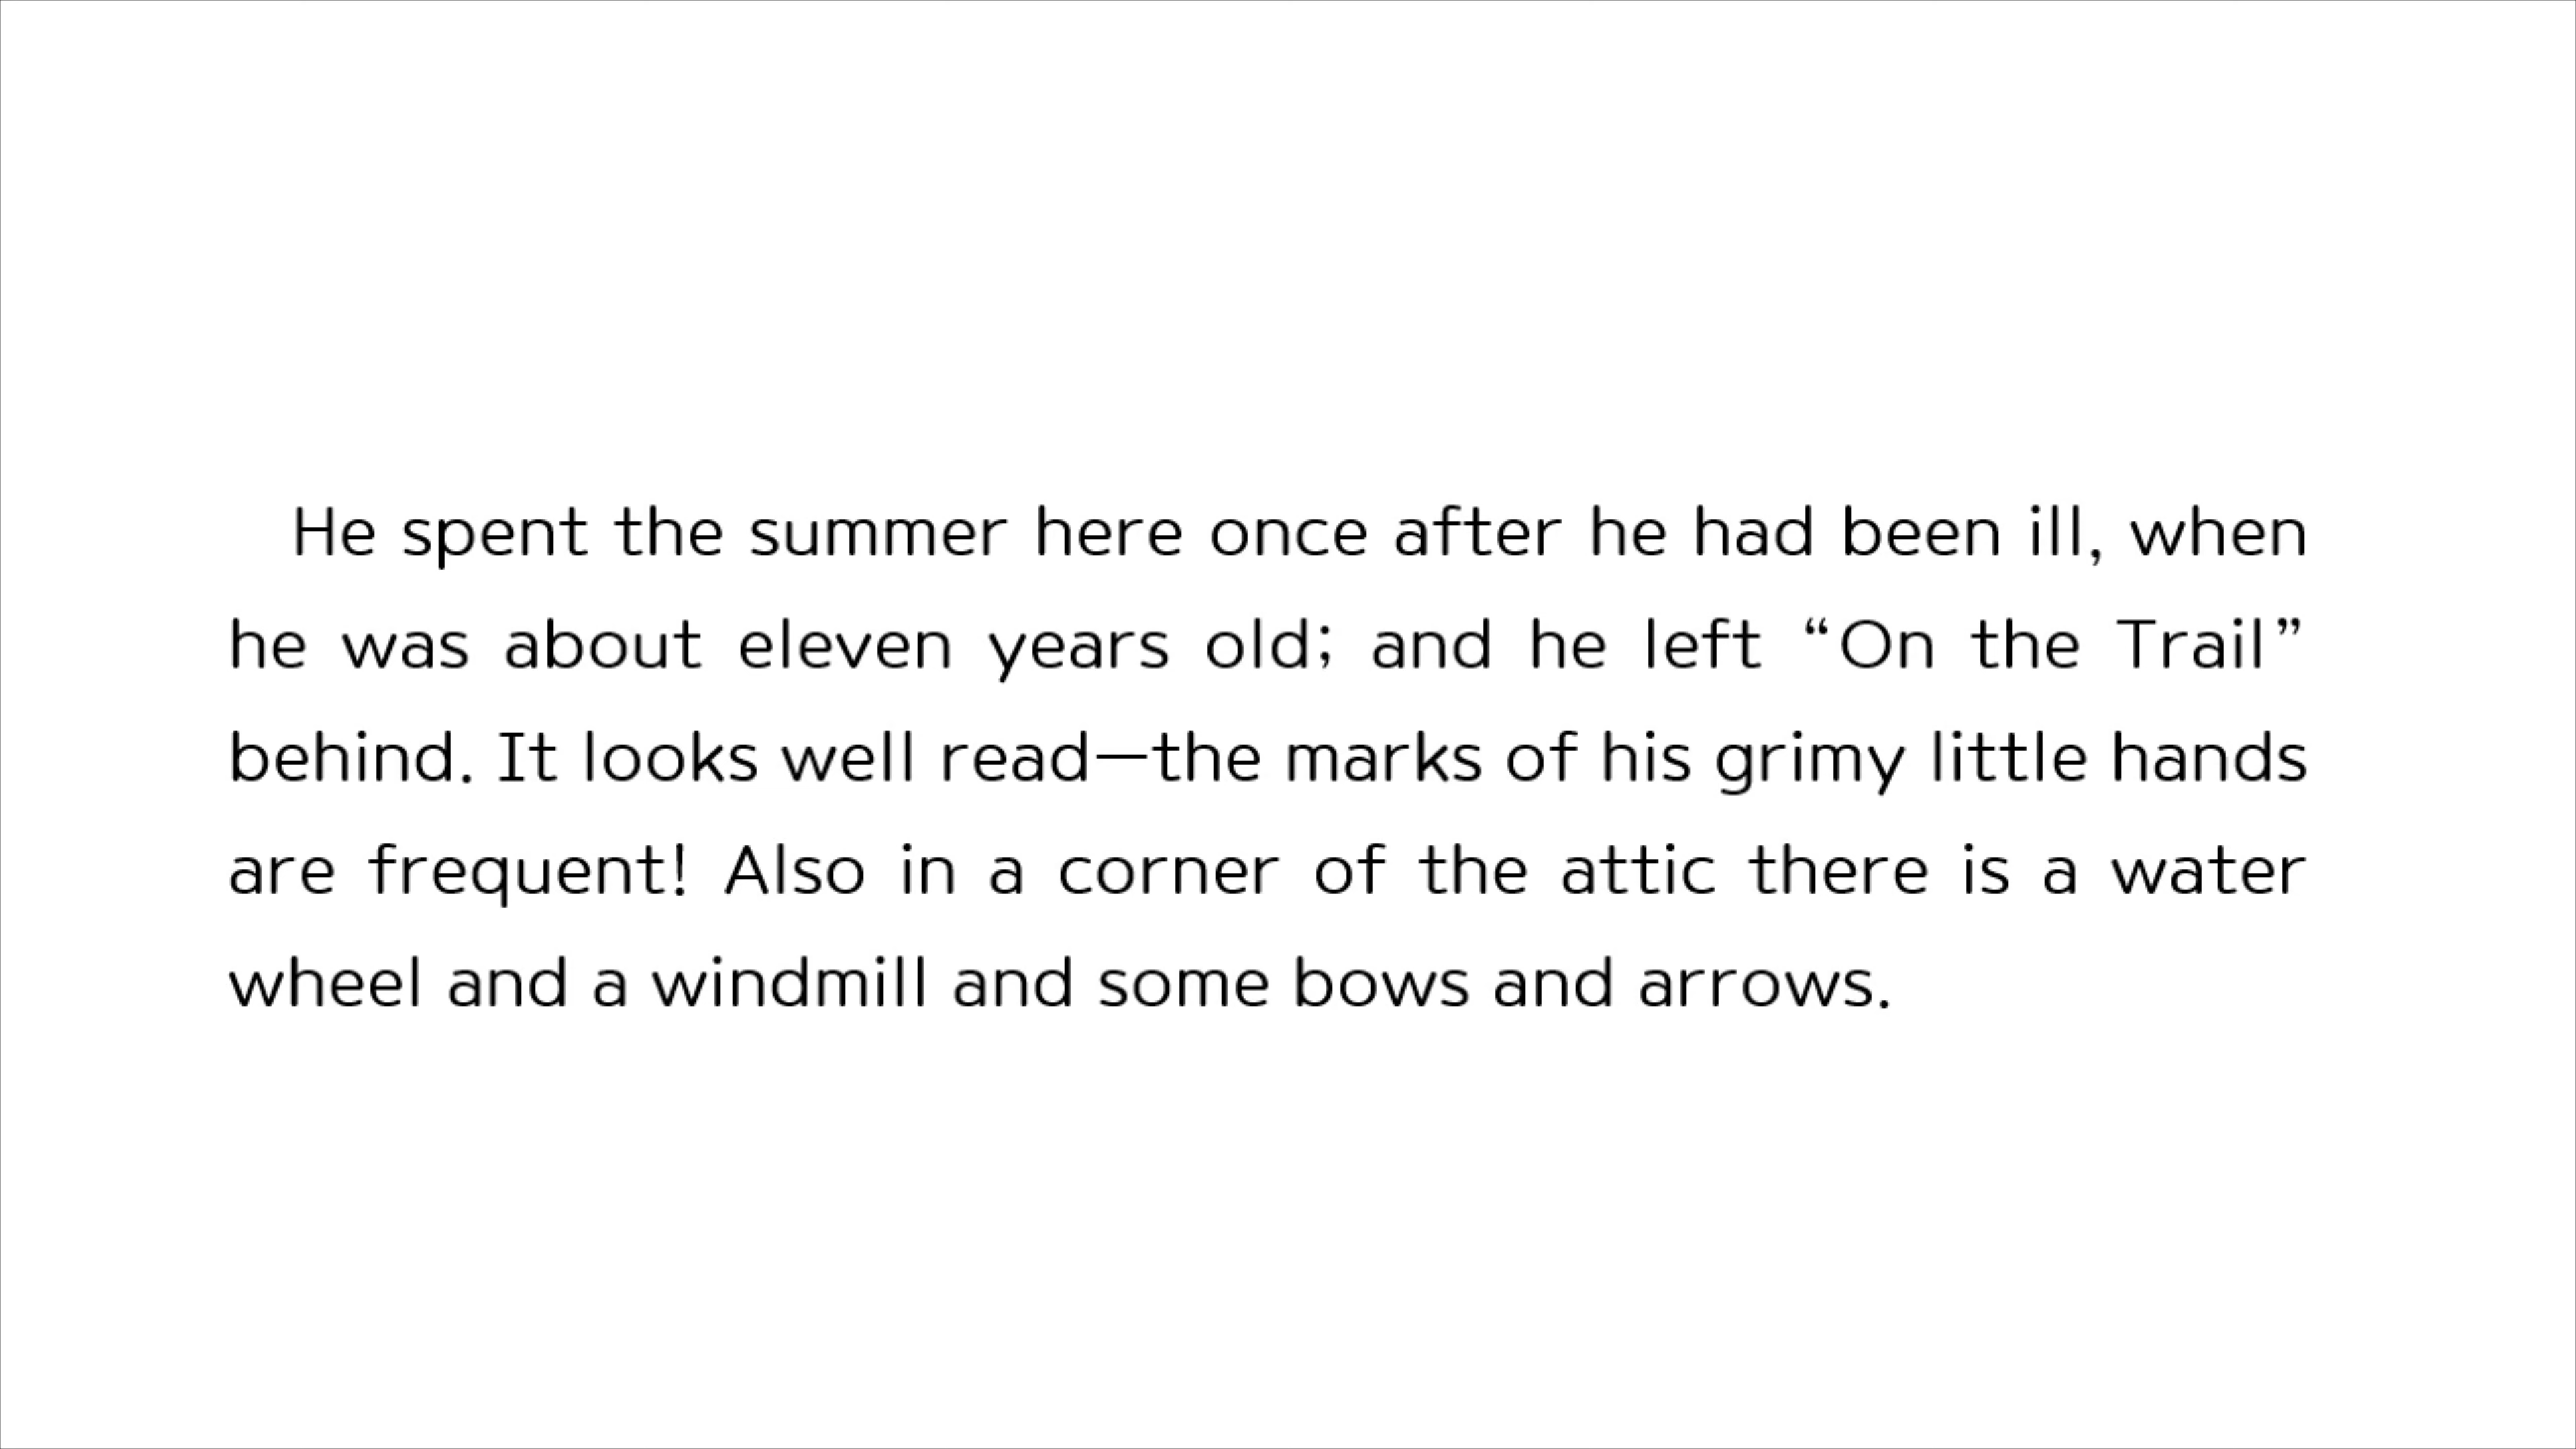 He spent the summer here once after he had been ill, when
he was about eleven years old; and he left “On the Trail”
behind. It looks well read—the marks of his grimy little hands
are frequent! Also in a corner of the attic there is a water
wheel and a windmill and some bows and arrows.